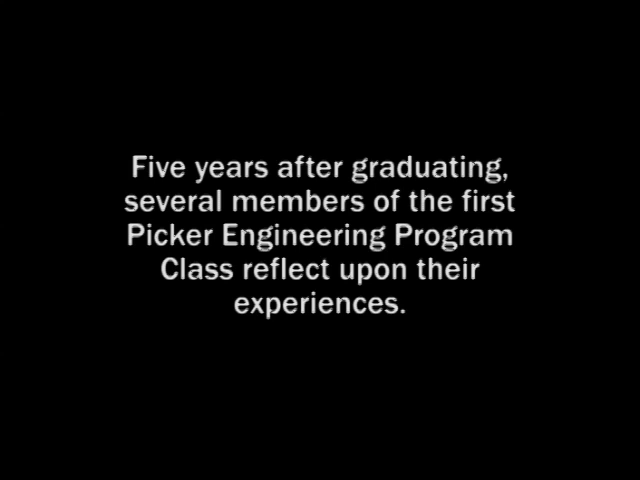 Five years after graduating,
several members of the first
Picker Engineering Program
Class reflect upon their
experiences.